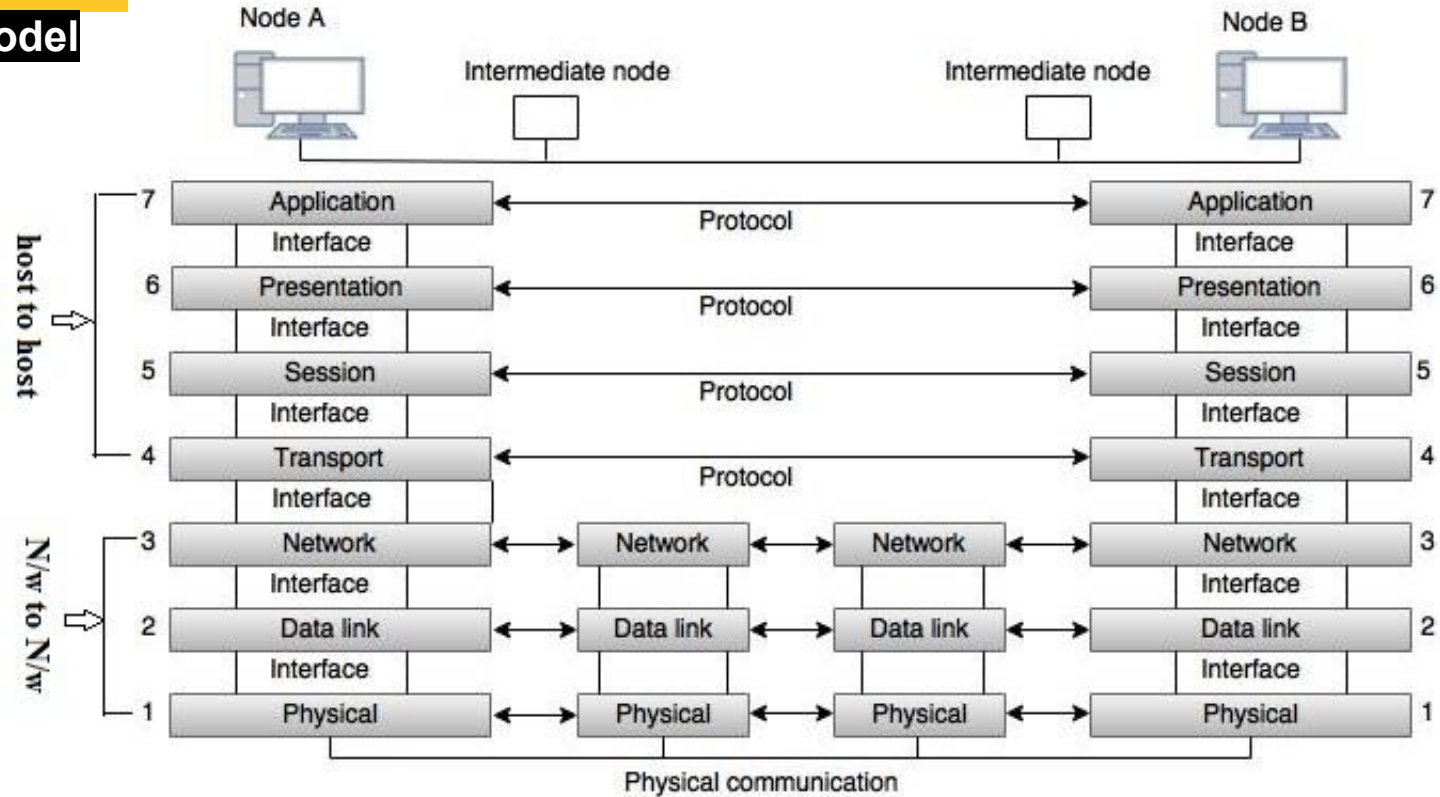 odel
Node A
Node B
Intermediate node
Intermediate node
host to host
7 Application Protocol Application 7
Interface Interface
6 Presentation Protocol Presentation 6
Interface Interface
5 Session Protocol Session 5
Interface Interface
4 Transport Protocol Transport 4
Interface Interface
N/w to N/w
3 Network Network Network Network 3
Interface Interface
2 Data link Data link Data link Data link 2
Interface Interface
1 Physical Physical Physical Physical 1
Physical communication